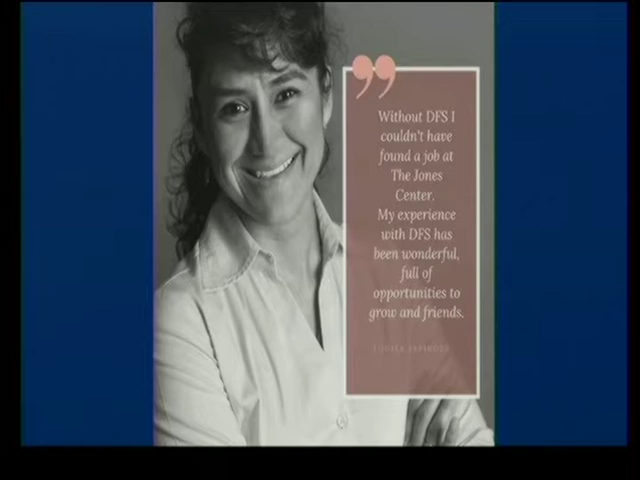 Without DFS I
couldn't have
found a job at
The Jones
Center.
My experience
with DFS has
been wonderful,
full of
opportunities to
grow and friends.